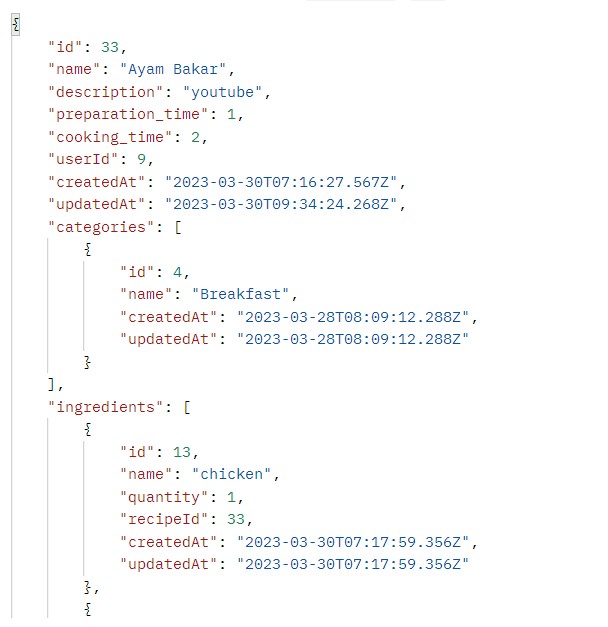 {
    "id": 33,
    "name": "Ayam Bakar",
    "description": "youtube",
    "preparation_time": 1,
    "cooking_time": 2,
    "userId": 9,
    "createdAt": "2023-03-30T07:16:27.567Z",
    "updatedAt": "2023-03-30T09:34:24.268Z",
    "categories": [
        {
            "id": 4,
            "name": "Breakfast",
            "createdAt": "2023-03-28T08:09:12.288Z",
            "updatedAt": "2023-03-28T08:09:12.288Z"
        }
    ],
    "ingredients": [
        {
            "id": 13,
            "name": "chicken",
            "quantity": 1,
            "recipeId": 33,
            "createdAt": "2023-03-30T07:17:59.356Z",
            "updatedAt": "2023-03-30T07:17:59.356Z"
        },
        {